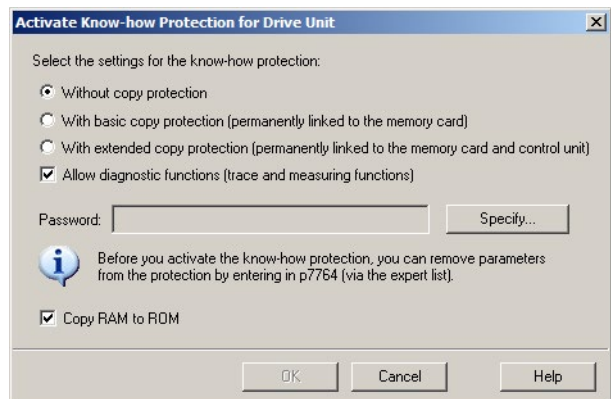 Activate Know-how Protection for Drive Unit
Select the settings for the know-how protection:
Without copy protection
With basic copy protection (permanently linked to the memory card)
With extended copy protection (permanently linked to the memory card and control unit)
Allow diagnostic functions (trace and measuring functions)
Password:
Specify...
Before you activate the know-how protection, you can remove parameters
from the protection by entering in p7764 (via the expert list).
Copy RAM to ROM
OK
Cancel
Help